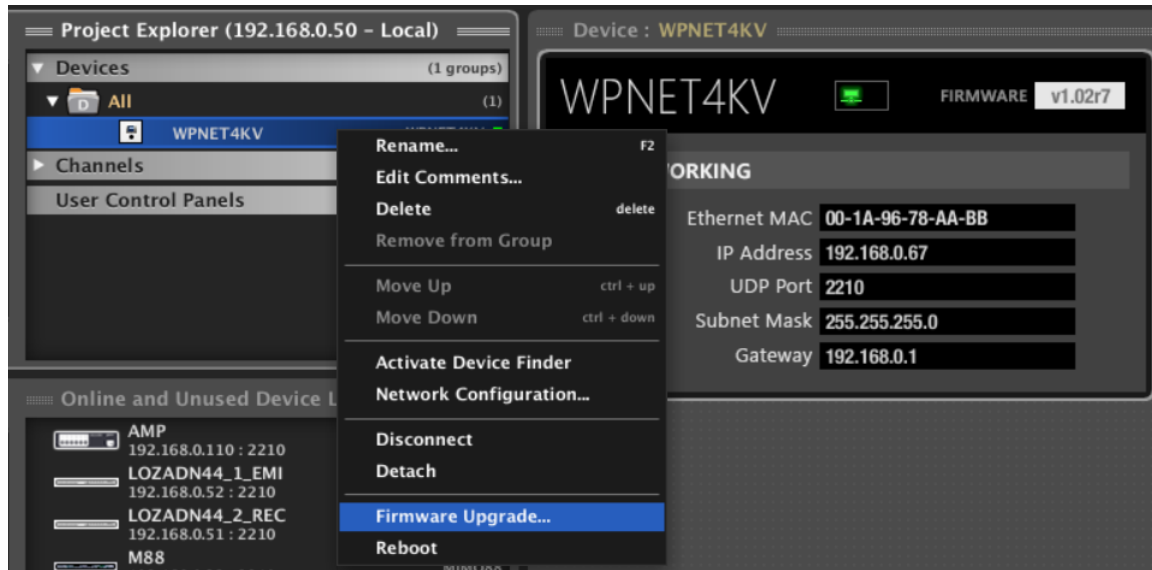 Project Explorer (192.168.0.50 – Local)
Devices (1 groups)
All (1)
WPNET4KV
Channels
User Control Panels
Rename... F2
Edit Comments...
Delete delete
Remove from Group
Move Up ctrl + up
Move Down ctrl + down
Activate Device Finder
Network Configuration...
Disconnect
Detach
Firmware Upgrade...
Reboot
Online and Unused Device L
AMP
192.168.0.110 : 2210
LOZADN44_1_EMI
192.168.0.52 : 2210
LOZADN44_2_REC
192.168.0.51 : 2210
M88
Device : WPNET4KV
WPNET4KV FIRMWARE v1.02r7
ORKING
Ethernet MAC 00-1A-96-78-AA-BB
IP Address 192.168.0.67
UDP Port 2210
Subnet Mask 255.255.255.0
Gateway 192.168.0.1